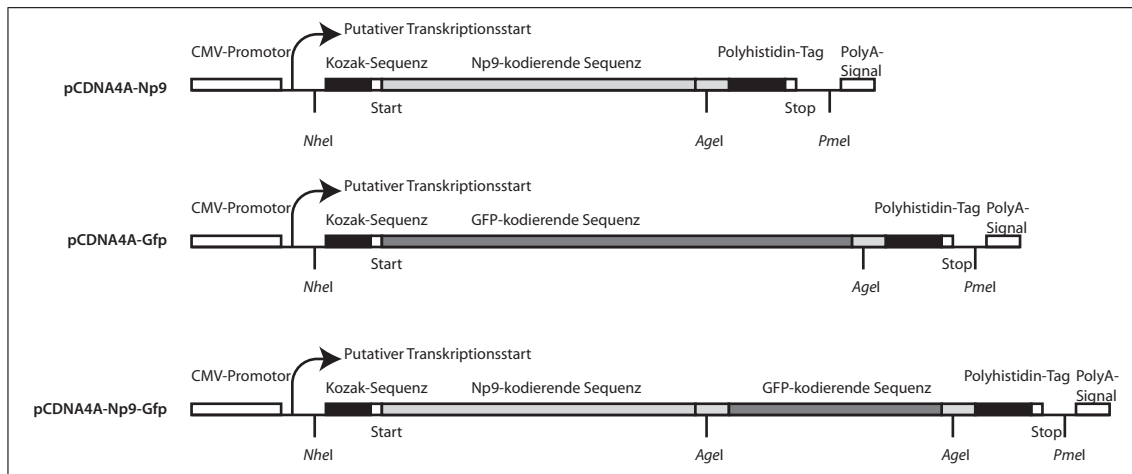 Putativer Transkriptionsstart
CMV-Promotor
Polyhistidin-Tag
PolyA-
Signal
Kozak-Sequenz
Np9-kodierende Sequenz
pCDNA4A-Np9
Start
Stop
NheI
AgeI
PmeI
Putativer Transkriptionsstart
CMV-Promotor
Polyhistidin-Tag
PolyA-
Signal
Kozak-Sequenz
GFP-kodierende Sequenz
pCDNA4A-Gfp
Start
Stop
NheI
AgeI
PmeI
Putativer Transkriptionsstart
CMV-Promotor
Polyhistidin-Tag
PolyA-
Signal
Kozak-Sequenz
Np9-kodierende Sequenz
GFP-kodierende Sequenz
pCDNA4A-Np9-Gfp
Start
Stop
NheI
AgeI
AgeI
PmeI